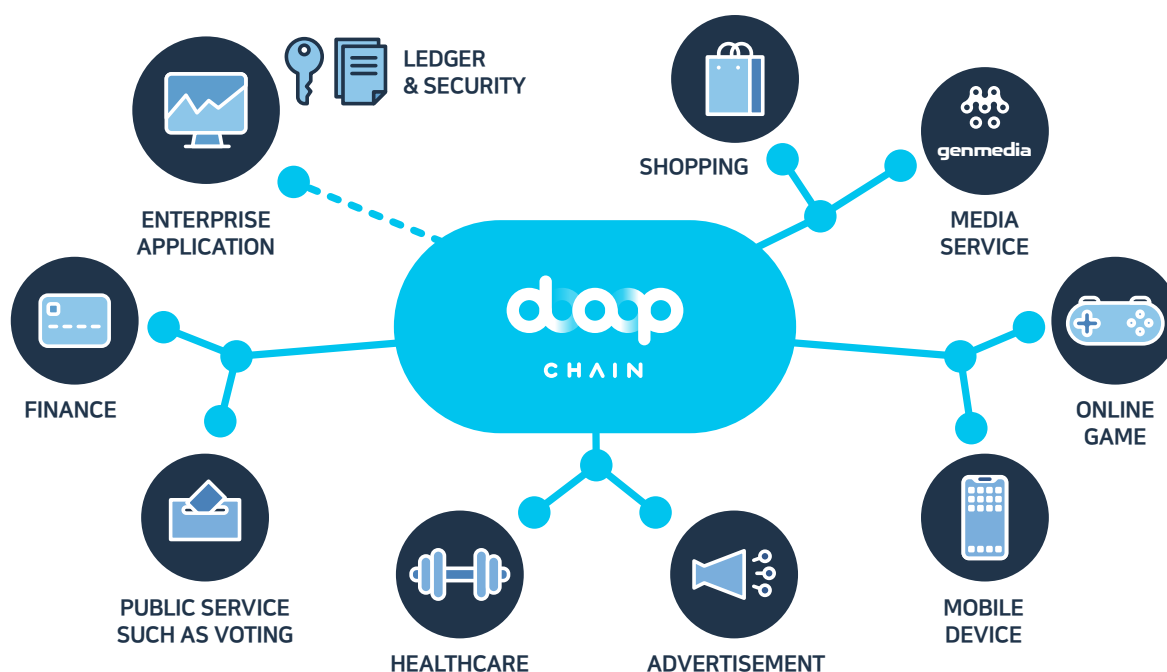 LEDGER
& SECURITY
SHOPPING
genmedia
MEDIA
SERVICE
ENTERPRISE
APPLICATION
CHAIN
FINANCE
ONLINE
GAME
PUBLIC SERVICE
SUCH AS VOTING
HEALTHCARE
ADVERTISEMENT
MOBILE
DEVICE